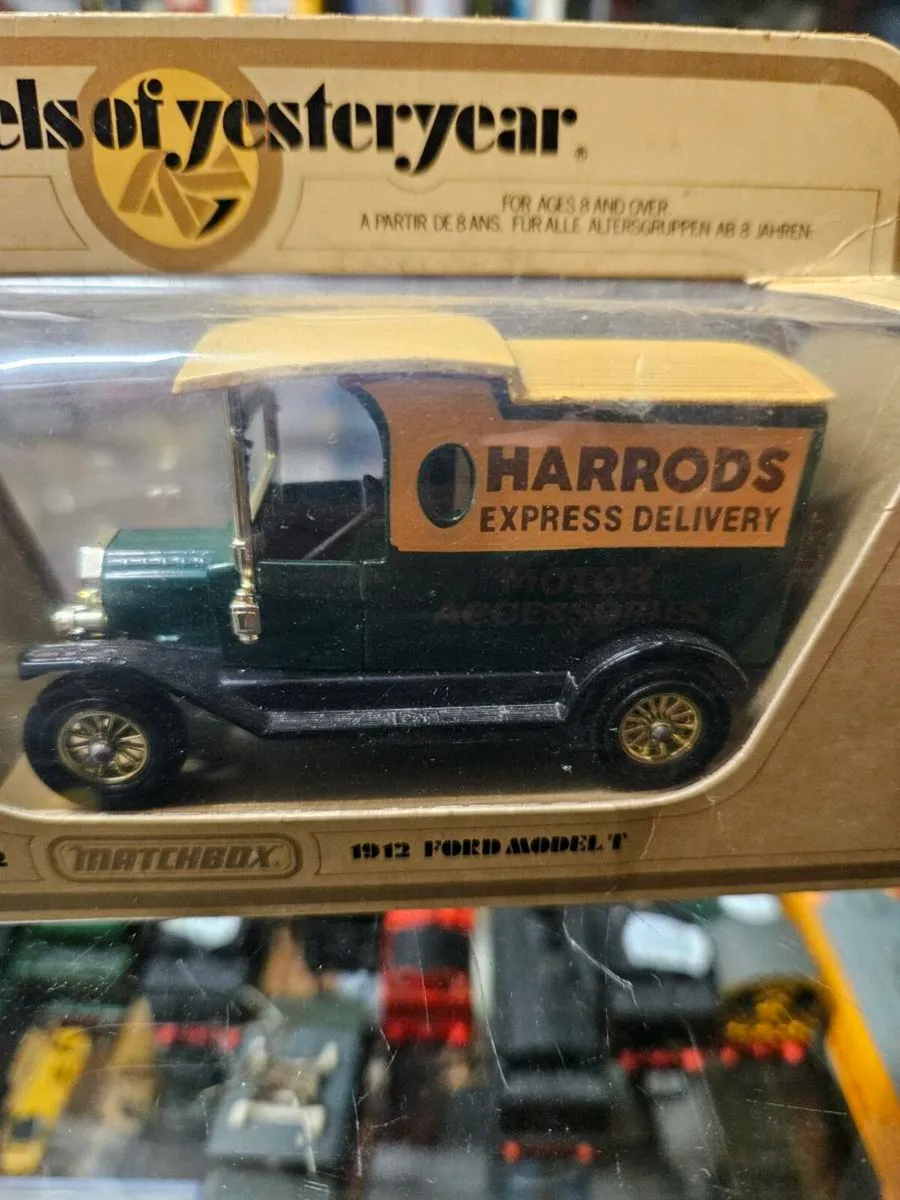 els of yesteryear®
FOR AGES 8 AND OVER
A PARTIR DE 8 ANS. FÜR ALLE ALTERSGRUPPEN AB 8 JAHREN.
HARRODS
EXPRESS DELIVERY
MOTOR
ACCESSORIES
MATCHBOX
1912 FORD MODEL T